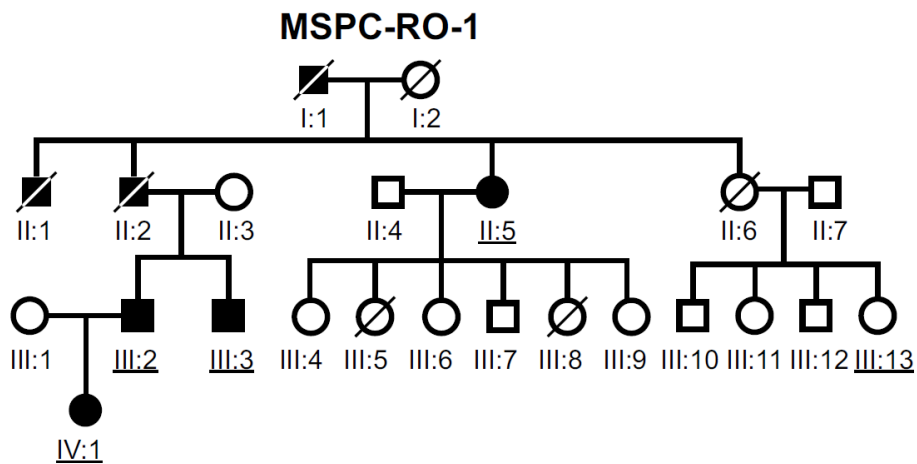 MSPC-RO-1
I:1 I:2
II:1 II:2 II:3 II:4 II:5 II:6 II:7
III:1 III:2 III:3 III:4 III:5 III:6 III:7 III:8 III:9 III:10 III:11 III:12 III:13
IV:1